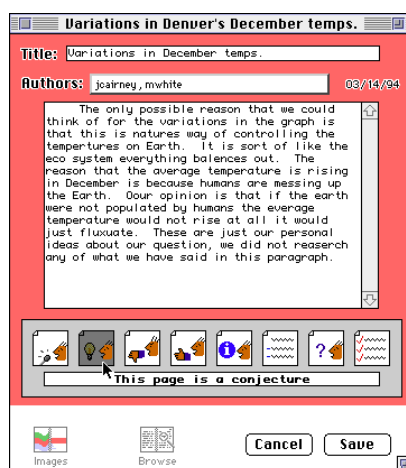 Variations in Denver's December temps.
Title: Variations in December temps.
Authors: jcairney, mwhite 03/14/94
The only possible reason that we could
think of for the variations in the graph is
that this is natures way of controlling the
tempertures on Earth. It is sort of like the
eco system everything balences out. The
reason that the average temperature is rising
in December is because humans are messing up
the Earth. Oour opinion is that if the earth
were not populated by humans the everage
temperature would not rise at all it would
just fluxuate. These are just our personal
ideas about our question, we did not reaserch
any of what we have said in this paragraph.
This page is a conjecture
Images
Browse
Cancel
Save